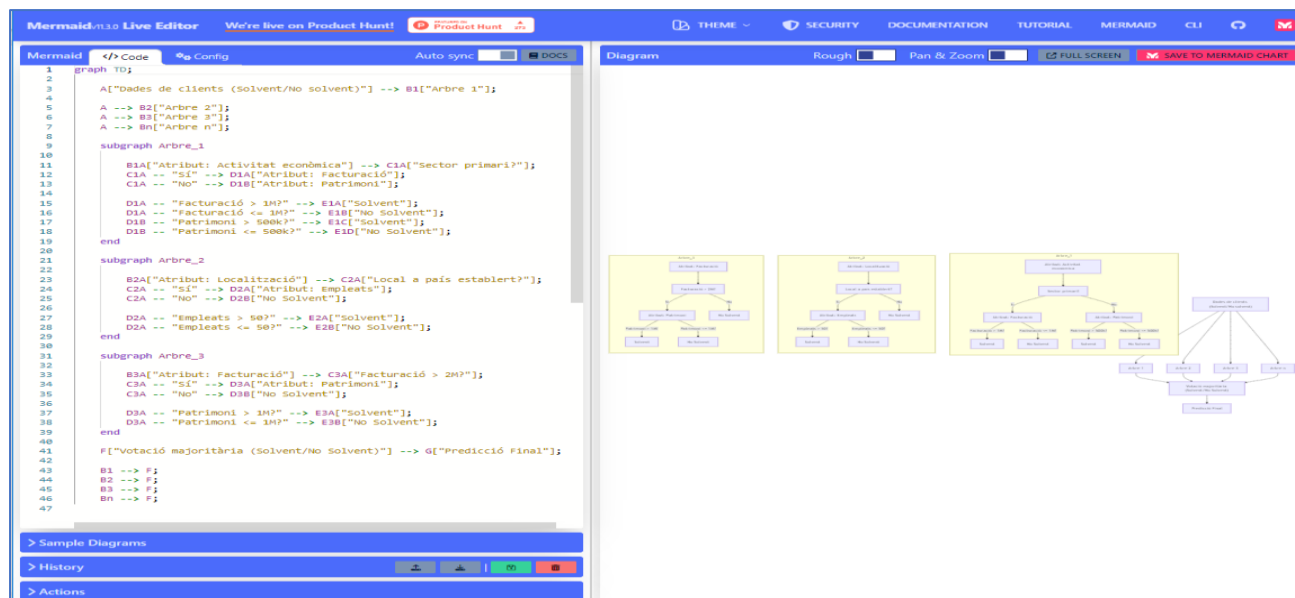 Mermaid v11.3.0 Live Editor We're live on Product Hunt! Product Hunt THEME SECURITY DOCUMENTATION TUTORIAL MERMAID CLI
Mermaid </> Code Config Auto sync DOCS
Diagram Rough Pan & Zoom FULL SCREEN SAVE TO MERMAID CHART
1 graph TD;
2
3 A["Dades de clients (Solvent/No solvent)"] --> B1["Arbre 1"];
4
5 A --> B2["Arbre 2"];
6 A --> B3["Arbre 3"];
7 A --> Bn["Arbre n"];
8
9 subgraph Arbre_1
10
11 B1A["Atribut: Activitat econòmica"] --> C1A["Sector primari?"];
12 C1A -- "Sí" --> D1A["Atribut: Facturació"];
13 C1A -- "No" --> D1B["Atribut: Patrimoni"];
14
15 D1A -- "Facturació > 1M?" --> E1A["Solvent"];
16 D1A -- "Facturació <= 1M?" --> E1B["No Solvent"];
17 D1B -- "Patrimoni > 500k?" --> E1C["Solvent"];
18 D1B -- "Patrimoni <= 500k?" --> E1D["No Solvent"];
19 end
20
21 subgraph Arbre_2
22
23 B2A["Atribut: Localització"] --> C2A["Local a país establert?"];
24 C2A -- "Sí" --> D2A["Atribut: Empleats"];
25 C2A -- "No" --> D2B["No Solvent"];
26
27 D2A -- "Empleats > 50?" --> E2A["Solvent"];
28 D2A -- "Empleats <= 50?" --> E2B["No Solvent"];
29 end
30
31 subgraph Arbre_3
32
33 B3A["Atribut: Facturació"] --> C3A["Facturació > 2M?"];
34 C3A -- "Sí" --> D3A["Atribut: Patrimoni"];
35 C3A -- "No" --> D3B["No Solvent"];
36
37 D3A -- "Patrimoni > 1M?" --> E3A["Solvent"];
38 D3A -- "Patrimoni <= 1M?" --> E3B["No Solvent"];
39 end
40
41 F["Votació majoritària (Solvent/No Solvent)"] --> G["Predicció Final"];
42
43 B1 --> F;
44 B2 --> F;
45 B3 --> F;
46 Bn --> F;
47
Sample Diagrams
History
Actions